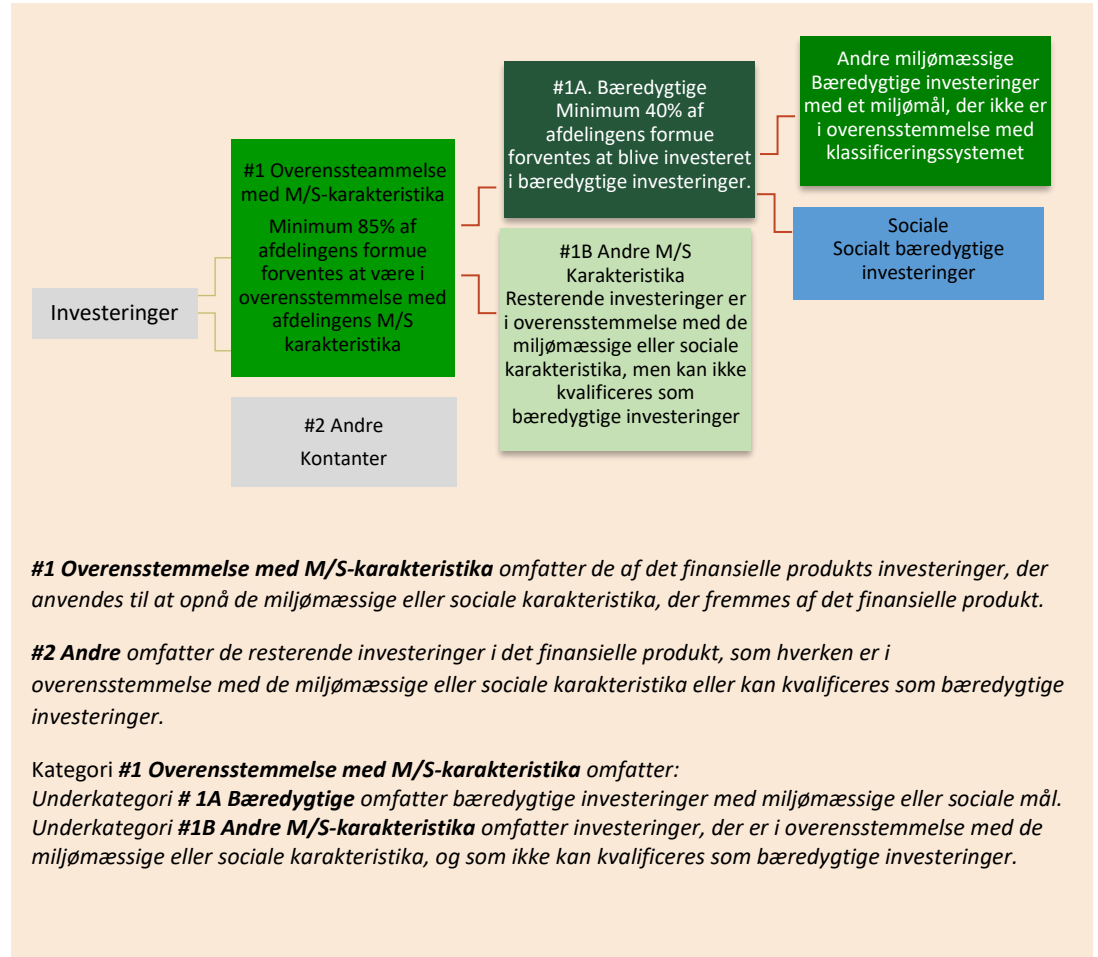 Investeringer
#1 Overenssteammelse
med M/S-karakteristika
Minimum 85% af
afdelingens formue
forventes at være i
overensstemmelse med
afdelingens M/S
karakteristika
#2 Andre
Kontanter
#1A. Bæredygtige
Minimum 40% af
afdelingens formue
forventes at blive investeret
i bæredygtige investeringer.
#1B Andre M/S
Karakteristika
Resterende investeringer er
i overensstemmelse med de
miljømæssige eller sociale
karakteristika, men kan ikke
kvalificeres som
bæredygtige investeringer
Andre miljømæssige
Bæredygtige investeringer
med et miljømål, der ikke er
i overensstemmelse med
klassificeringssystemet
Sociale
Socialt bæredygtige
investeringer
#1 Overensstemmelse med M/S-karakteristika omfatter de af det finansielle produkts investeringer, der
anvendes til at opnå de miljømæssige eller sociale karakteristika, der fremmes af det finansielle produkt.
#2 Andre omfatter de resterende investeringer i det finansielle produkt, som hverken er i
overensstemmelse med de miljømæssige eller sociale karakteristika eller kan kvalificeres som bæredygtige
investeringer.
Kategori #1 Overensstemmelse med M/S-karakteristika omfatter:
Underkategori # 1A Bæredygtige omfatter bæredygtige investeringer med miljømæssige eller sociale mål.
Underkategori #1B Andre M/S-karakteristika omfatter investeringer, der er i overensstemmelse med de
miljømæssige eller sociale karakteristika, og som ikke kan kvalificeres som bæredygtige investeringer.